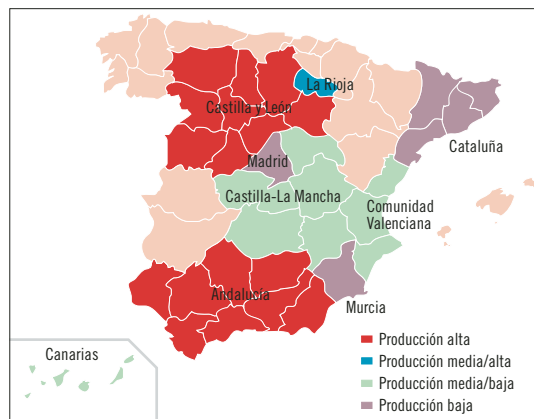 La Rioja
Castilla y León
Cataluña
Madrid
Castilla-La Mancha
Comunidad
Valenciana
Andalucía
Murcia
Canarias
Producción alta
Producción media/alta
Producción media/baja
Producción baja